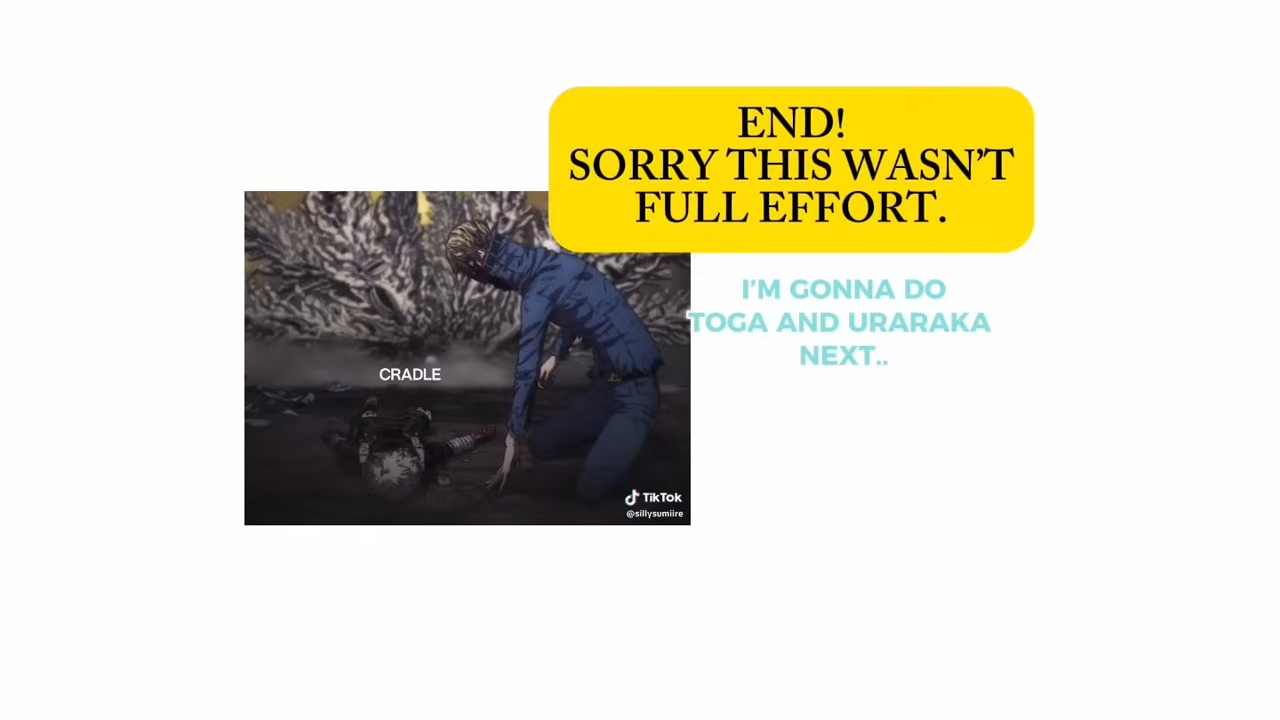 END!
SORRY THIS WASN’T
FULL EFFORT.
I’M GONNA DO
TOGA AND URARAKA
NEXT..
CRADLE
TikTok
@sillysumiire